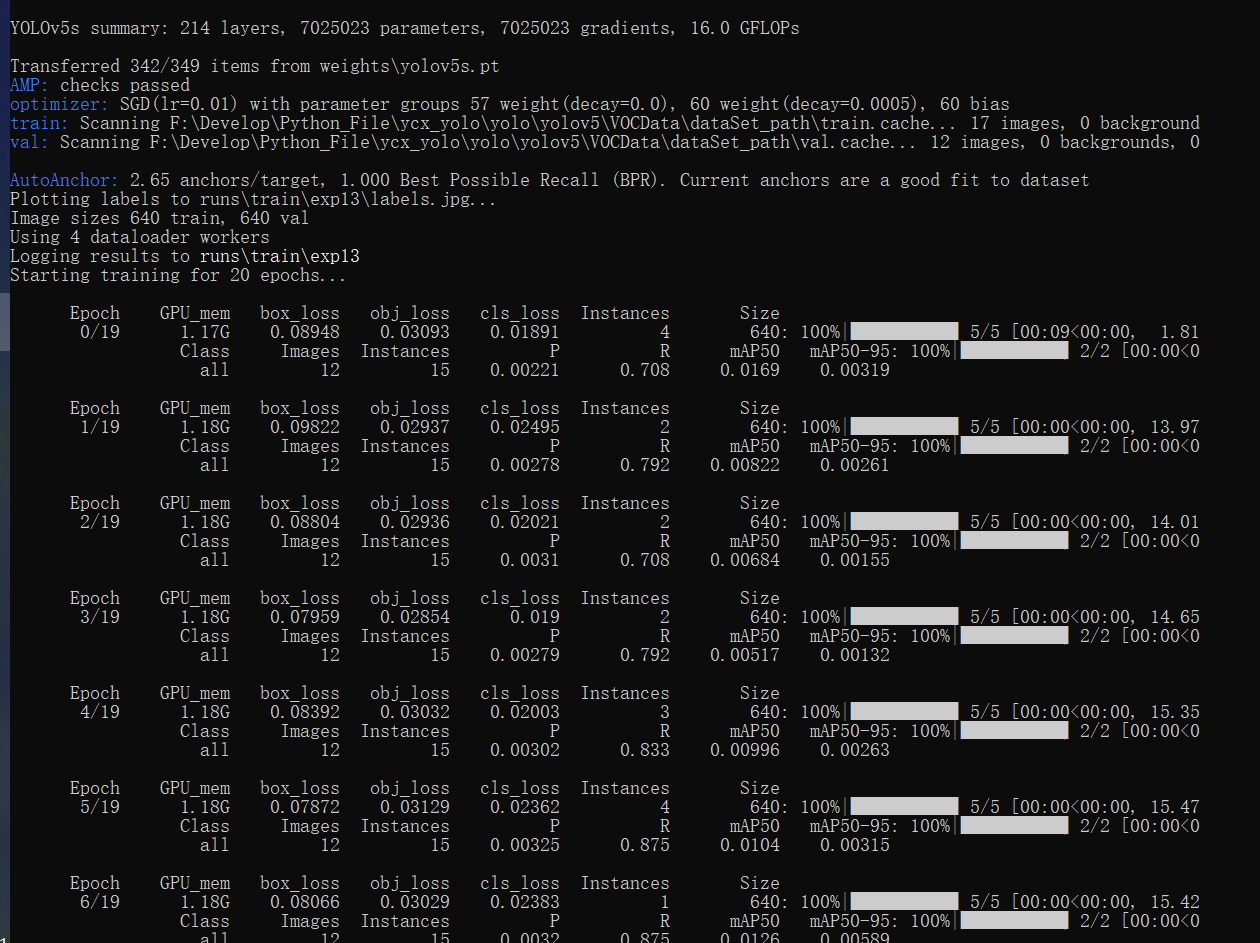 YOLOv5s summary: 214 layers, 7025023 parameters, 7025023 gradients, 16.0 GFLOPs
Transferred 342/349 items from weights\yolov5s.pt
AMP: checks passed
optimizer: SGD(lr=0.01) with parameter groups 57 weight(decay=0.0), 60 weight(decay=0.0005), 60 bias
train: Scanning F:\Develop\Python_File\ycx_yolo\yolo\yolov5\VOCData\dataSet_path\train.cache... 17 images, 0 background
val: Scanning F:\Develop\Python_File\ycx_yolo\yolo\yolov5\VOCData\dataSet_path\val.cache... 12 images, 0 backgrounds, 0
AutoAnchor: 2.65 anchors/target, 1.000 Best Possible Recall (BPR). Current anchors are a good fit to dataset
Plotting labels to runs\train\exp13\labels.jpg...
Image sizes 640 train, 640 val
Using 4 dataloader workers
Logging results to runs\train\exp13
Starting training for 20 epochs...
Epoch GPU_mem box_loss obj_loss cls_loss Instances Size
0/19 1.17G 0.08948 0.03093 0.01891 4 640: 100%| 5/5 [00:09<00:00, 1.81
Class Images Instances P R mAP50 mAP50-95: 100%| 2/2 [00:00<0
all 12 15 0.00221 0.708 0.0169 0.00319
Epoch GPU_mem box_loss obj_loss cls_loss Instances Size
1/19 1.18G 0.09822 0.02937 0.02495 2 640: 100%| 5/5 [00:00<00:00, 13.97
Class Images Instances P R mAP50 mAP50-95: 100%| 2/2 [00:00<0
all 12 15 0.00278 0.792 0.00822 0.00261
Epoch GPU_mem box_loss obj_loss cls_loss Instances Size
2/19 1.18G 0.08804 0.02936 0.02021 2 640: 100%| 5/5 [00:00<00:00, 14.01
Class Images Instances P R mAP50 mAP50-95: 100%| 2/2 [00:00<0
all 12 15 0.0031 0.708 0.00684 0.00155
Epoch GPU_mem box_loss obj_loss cls_loss Instances Size
3/19 1.18G 0.07959 0.02854 0.019 2 640: 100%| 5/5 [00:00<00:00, 14.65
Class Images Instances P R mAP50 mAP50-95: 100%| 2/2 [00:00<0
all 12 15 0.00279 0.792 0.00517 0.00132
Epoch GPU_mem box_loss obj_loss cls_loss Instances Size
4/19 1.18G 0.08392 0.03032 0.02003 3 640: 100%| 5/5 [00:00<00:00, 15.35
Class Images Instances P R mAP50 mAP50-95: 100%| 2/2 [00:00<0
all 12 15 0.00302 0.833 0.00996 0.00263
Epoch GPU_mem box_loss obj_loss cls_loss Instances Size
5/19 1.18G 0.07872 0.03129 0.02362 4 640: 100%| 5/5 [00:00<00:00, 15.47
Class Images Instances P R mAP50 mAP50-95: 100%| 2/2 [00:00<0
all 12 15 0.00325 0.875 0.0104 0.00315
Epoch GPU_mem box_loss obj_loss cls_loss Instances Size
6/19 1.18G 0.08066 0.03029 0.02383 1 640: 100%| 5/5 [00:00<00:00, 15.42
Class Images Instances P R mAP50 mAP50-95: 100%| 2/2 [00:00<0
all 12 15 0.0032 0.875 0.0126 0.00589